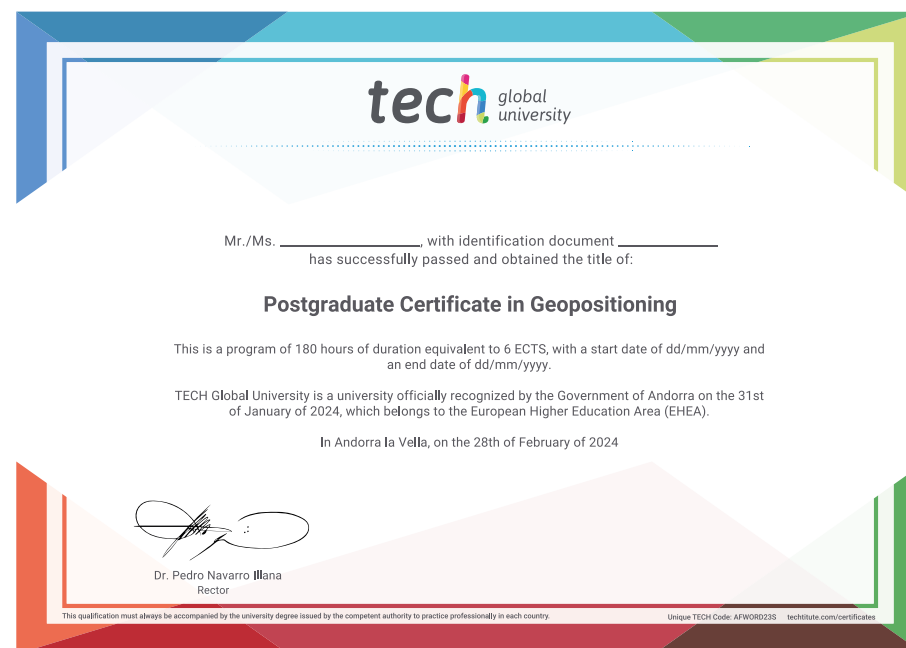 tech global university
Mr./Ms. ____________________, with identification document ______________
has successfully passed and obtained the title of:
Postgraduate Certificate in Geopositioning
This is a program of 180 hours of duration equivalent to 6 ECTS, with a start date of dd/mm/yyyy and
an end date of dd/mm/yyyy.
TECH Global University is a university officially recognized by the Government of Andorra on the 31st
of January of 2024, which belongs to the European Higher Education Area (EHEA).
In Andorra la Vella, on the 28th of February of 2024
Dr. Pedro Navarro Illana
Rector
This qualification must always be accompanied by the university degree issued by the competent authority to practice professionally in each country.
Unique TECH Code: AFWORD23S techtitute.com/certificates